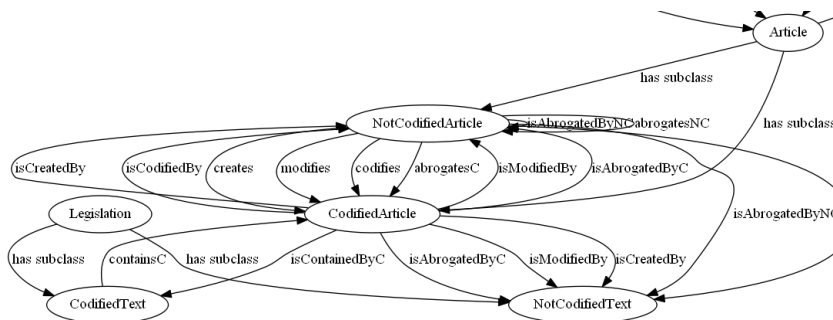 Article
has subclass
NotCodifiedArticle
isAbrogatedByNC
abrogatesNC
has subclass
isCreatedBy
isCodifiedBy
creates
modifies
codifies
abrogatesC
isModifiedBy
isAbrogatedByC
Legislation
CodifiedArticle
isAbrogatedByNC
has subclass
containsC
has subclass
isContainedByC
isAbrogatedByC
isModifiedBy
isCreatedBy
CodifiedText
NotCodifiedText